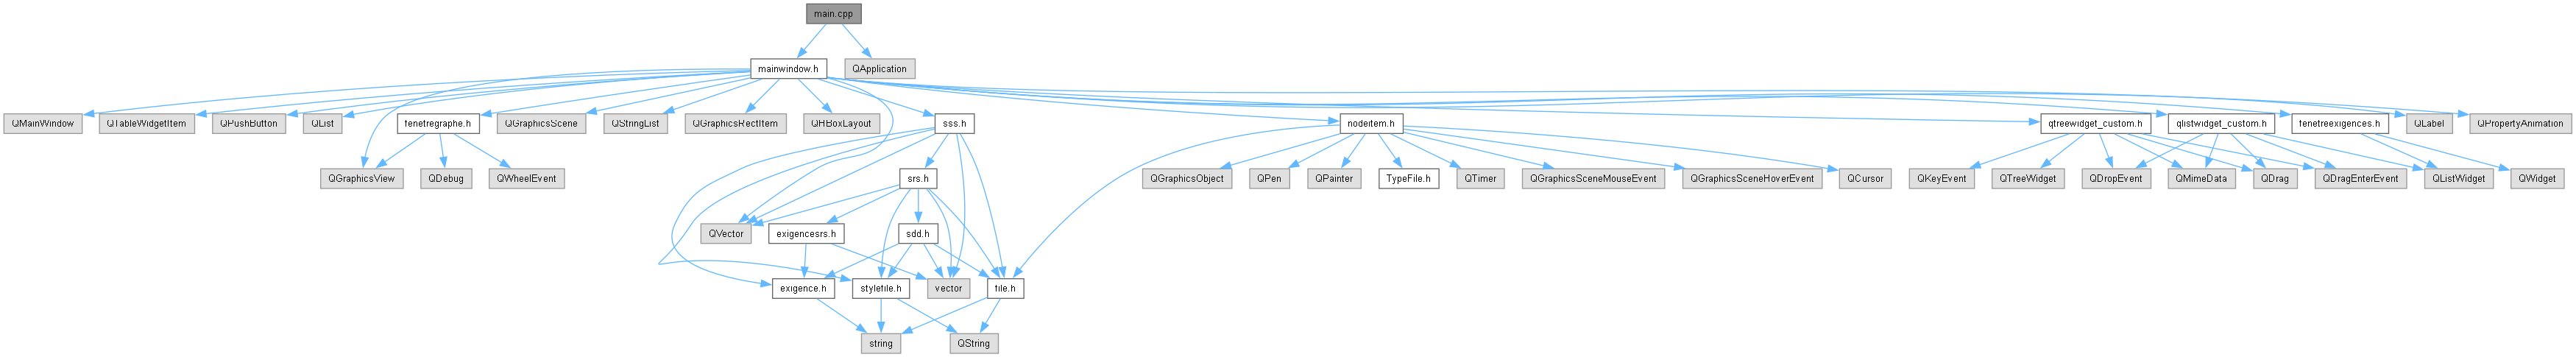 main.cpp
mainwindow.h
QApplication
QMainWindow
QTableWidgetItem
QPushButton
QList
fenetregraphe.h
QGraphicsScene
QStringList
QGraphicsRectItem
QHBoxLayout
sss.h
nodeitem.h
qtreewidget_custom.h
qlistwidget_custom.h
fenetreexigences.h
QLabel
QPropertyAnimation
QGraphicsView
QDebug
QWheelEvent
srs.h
QGraphicsObject
QPen
QPainter
TypeFile.h
QTimer
QGraphicsSceneMouseEvent
QGraphicsSceneHoverEvent
QCursor
QKeyEvent
QTreeWidget
QDropEvent
QMimeData
QDrag
QDragEnterEvent
QListWidget
QWidget
QVector
exigencesrs.h
sdd.h
exigence.h
stylefile.h
vector
file.h
string
QString